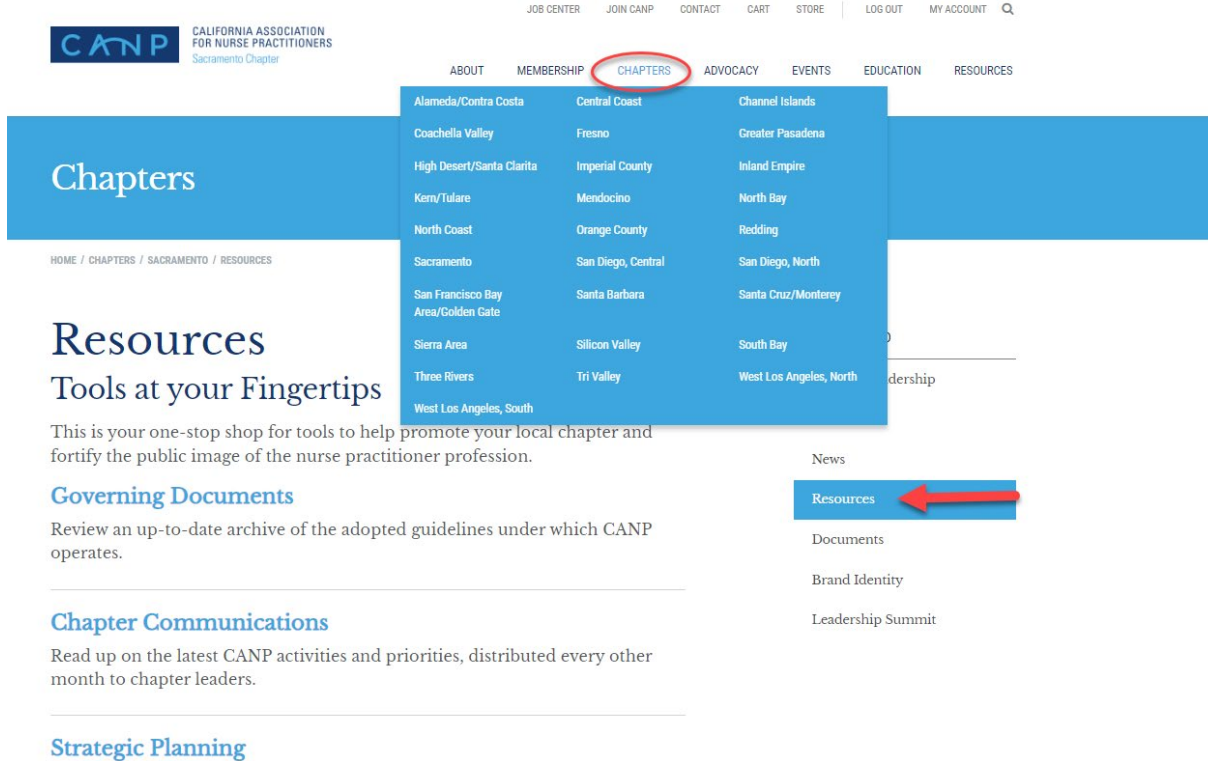 JOB CENTER JOIN CANP CONTACT CART STORE LOG OUT MY ACCOUNT
CANP
CALIFORNIA ASSOCIATION
FOR NURSE PRACTITIONERS
Sacramento Chapter
ABOUT MEMBERSHIP CHAPTERS ADVOCACY EVENTS EDUCATION RESOURCES
Alameda/Contra Costa Central Coast Channel Islands
Coachella Valley Fresno Greater Pasadena
High Desert/Santa Clarita Imperial County Inland Empire
Kern/Tulare Mendocino North Bay
North Coast Orange County Redding
Sacramento San Diego, Central San Diego, North
San Francisco Bay
Area/Golden Gate Santa Barbara Santa Cruz/Monterey
Sierra Area Silicon Valley South Bay
Three Rivers Tri Valley West Los Angeles, North
West Los Angeles, South
Chapters
HOME / CHAPTERS / SACRAMENTO / RESOURCES
Resources
Tools at your Fingertips
This is your one-stop shop for tools to help promote your local chapter and
fortify the public image of the nurse practitioner profession.
Governing Documents
Review an up-to-date archive of the adopted guidelines under which CANP
operates.
Chapter Communications
Read up on the latest CANP activities and priorities, distributed every other
month to chapter leaders.
Strategic Planning
dership
News
Resources
Documents
Brand Identity
Leadership Summit